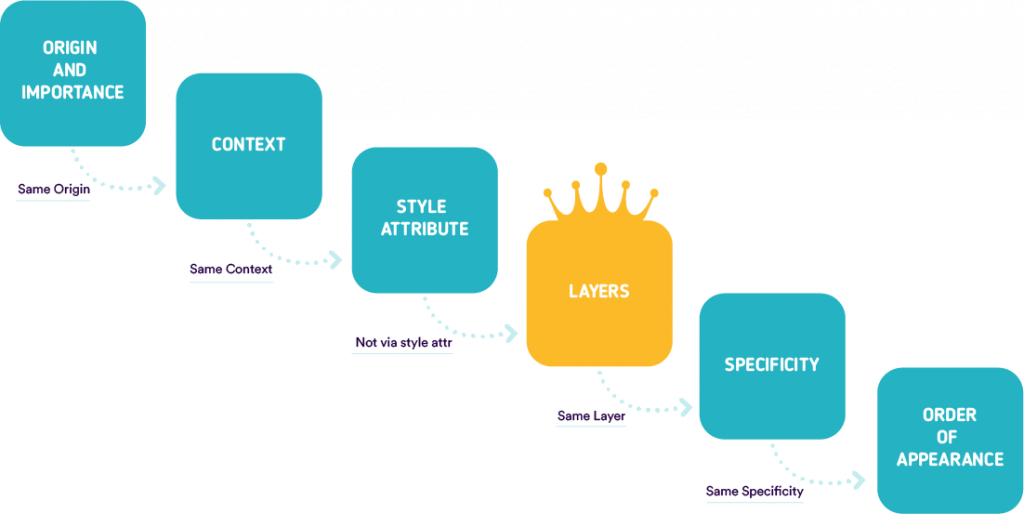 ORIGIN
AND
IMPORTANCE
Same Origin
CONTEXT
Same Context
STYLE
ATTRIBUTE
Not via style attr
LAYERS
Same Layer
SPECIFICITY
Same Specificity
ORDER
OF
APPEARANCE